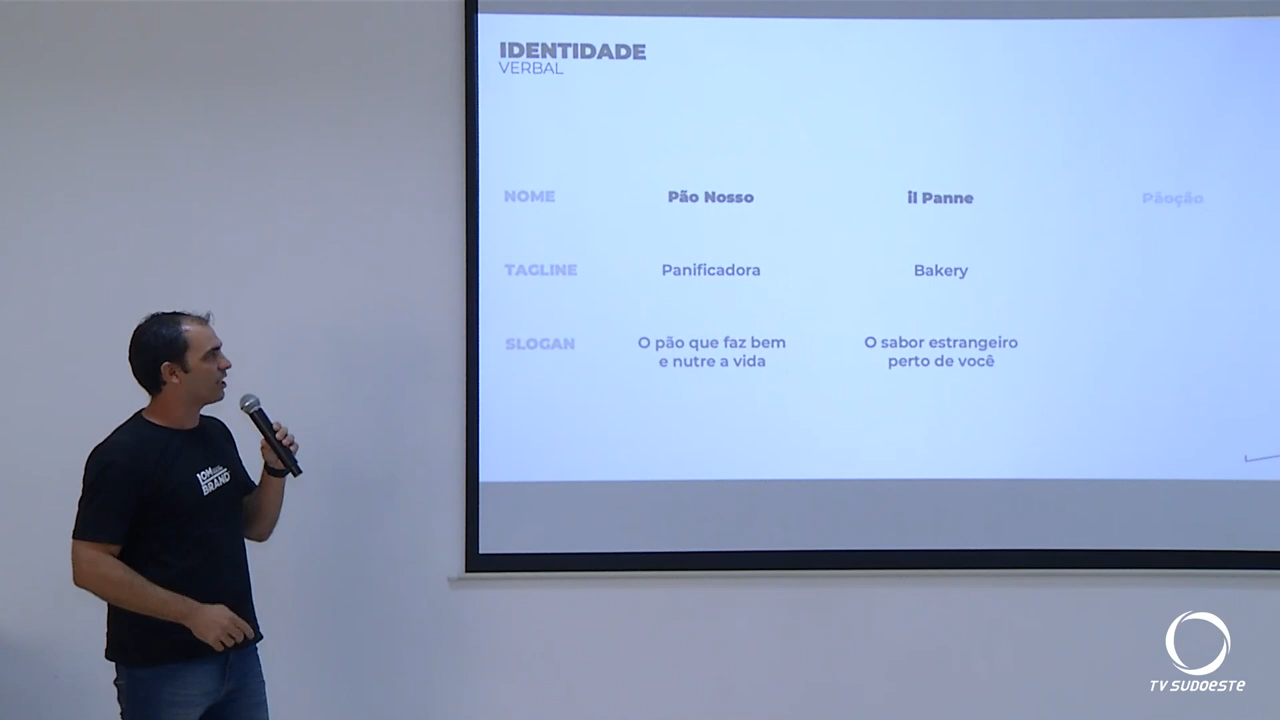 IDENTIDADE
VERBAL
NOME
Pão Nosso
il Panne
Pãoção
TAGLINE
Panificadora
Bakery
SLOGAN
O pão que faz bem
e nutre a vida
O sabor estrangeiro
perto de você
BRAND
TV SUDOESTE